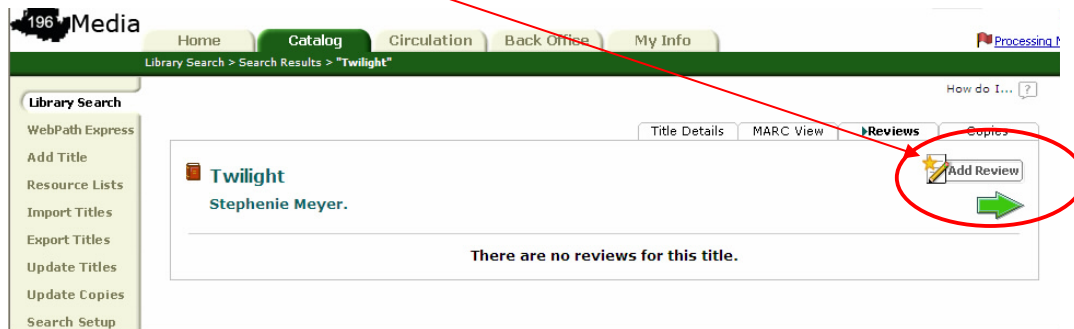 196 Media
Home Catalog Circulation Back Office My Info Processing
Library Search > Search Results > "Twilight"
How do I... ?
Library Search
WebPath Express
Add Title
Resource Lists
Import Titles
Export Titles
Update Titles
Update Copies
Search Setup
Title Details MARC View Reviews Copies
Twilight
Add Review
Stephenie Meyer.
There are no reviews for this title.